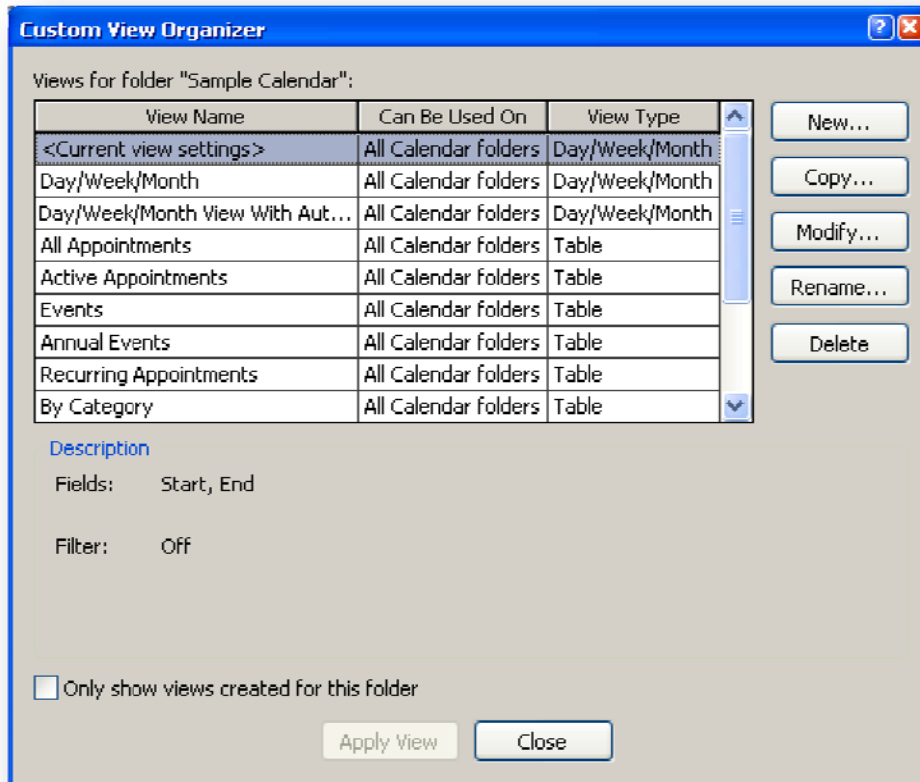 Custom View Organizer
Views for folder "Sample Calendar":
View Name Can Be Used On View Type
<Current view settings> All Calendar folders Day/Week/Month
Day/Week/Month All Calendar folders Day/Week/Month
Day/Week/Month View With Aut... All Calendar folders Day/Week/Month
All Appointments All Calendar folders Table
Active Appointments All Calendar folders Table
Events All Calendar folders Table
Annual Events All Calendar folders Table
Recurring Appointments All Calendar folders Table
By Category All Calendar folders Table
New...
Copy...
Modify...
Rename...
Delete
Description
Fields: Start, End
Filter: Off
Only show views created for this folder
Apply View Close